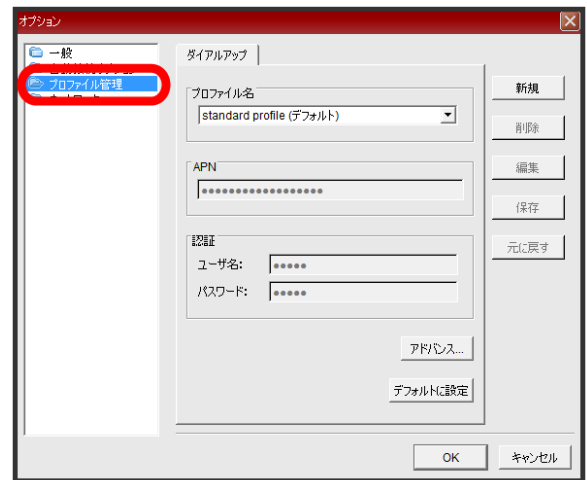 オプション
一般
プロファイル管理
ダイアルアップ
プロファイル名
standard profile (デフォルト)
APN
●●●●●●●●●●●●●●●●●●
認証
ユーザ名: ●●●●●
パスワード: ●●●●●
アドバンス...
デフォルトに設定
新規
削除
編集
保存
元に戻す
OK
キャンセル